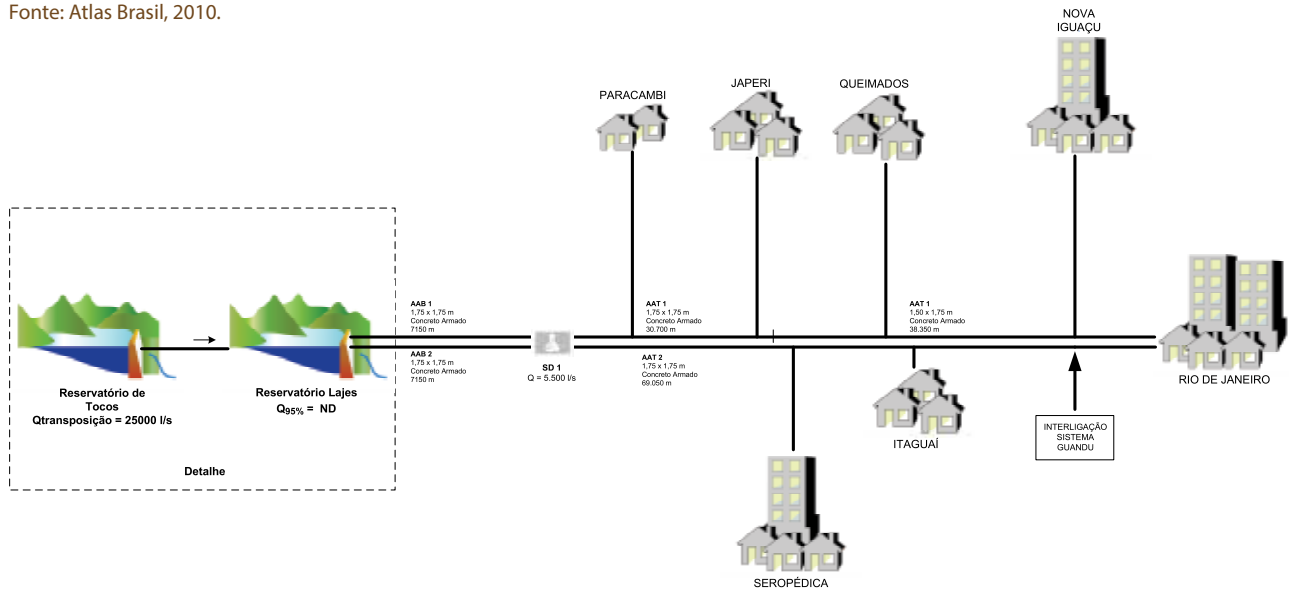 Fonte: Atlas Brasil, 2010.
NOVA
IGUAÇU
PARACAMBI
JAPERI
QUEIMADOS
AAB 1
1,75 x 1,75 m
Concreto Armado
7150 m
AAT 1
1,75 x 1,75 m
Concreto Armado
30.700 m
AAT 1
1,50 x 1,75 m
Concreto Armado
38.350 m
AAB 2
1,75 x 1,75 m
Concreto Armado
7150 m
SD 1
Q = 5.500 l/s
AAT 2
1,75 x 1,75 m
Concreto Armado
69.050 m
RIO DE JANEIRO
Reservatório de
Tocos
Qtransposição = 25000 l/s
Reservatório Lajes
Q95% = ND
ITAGUAÍ
INTERLIGAÇÃO
SISTEMA
GUANDU
Detalhe
SEROPÉDICA